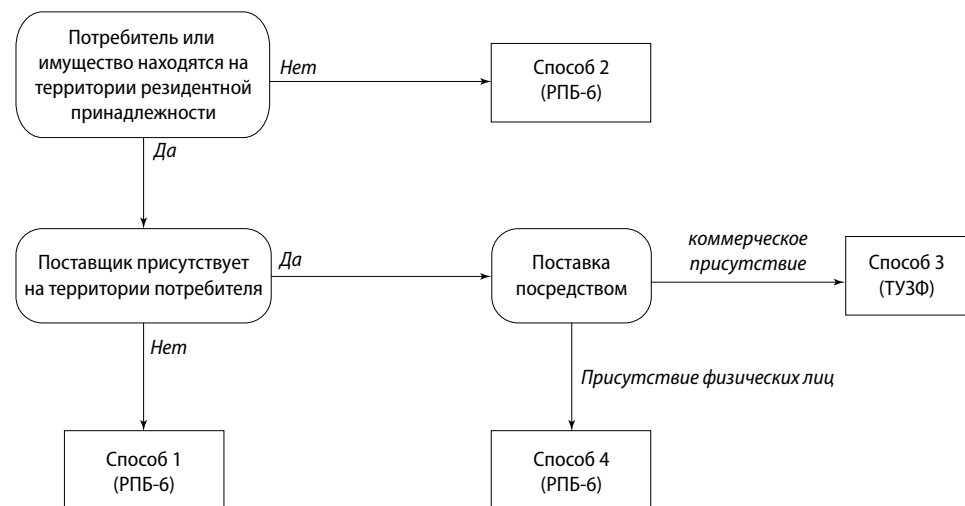 Потребитель или
имущество находятся на
территории резидентной
принадлежности
Нет
Способ 2
(РПБ-6)
Да
Поставщик присутствует
на территории потребителя
Да
Поставка
посредством
коммерческое
присутствие
Способ 3
(ТУЗФ)
Нет
Присутствие физических лиц
Способ 1
(РПБ-6)
Способ 4
(РПБ-6)